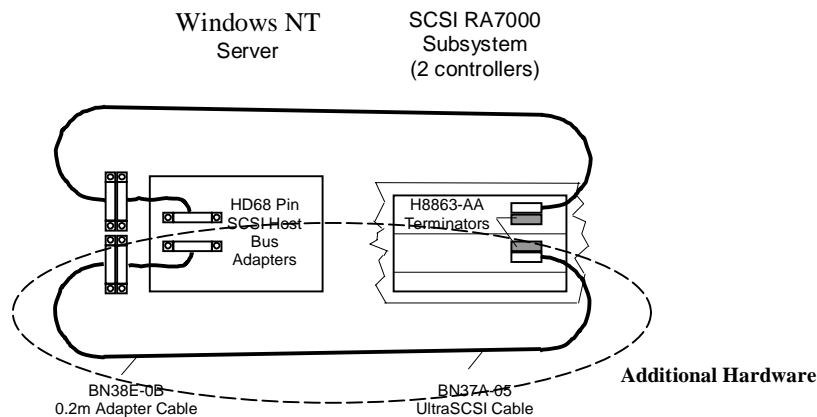 Windows NT
Server
SCSI RA7000
Subsystem
(2 controllers)
HD68 Pin
SCSI Host
Bus
Adapters
H8863-AA
Terminators
BN38E-0B
0.2m Adapter Cable
BN37A-05
UltraSCSI Cable
Additional Hardware